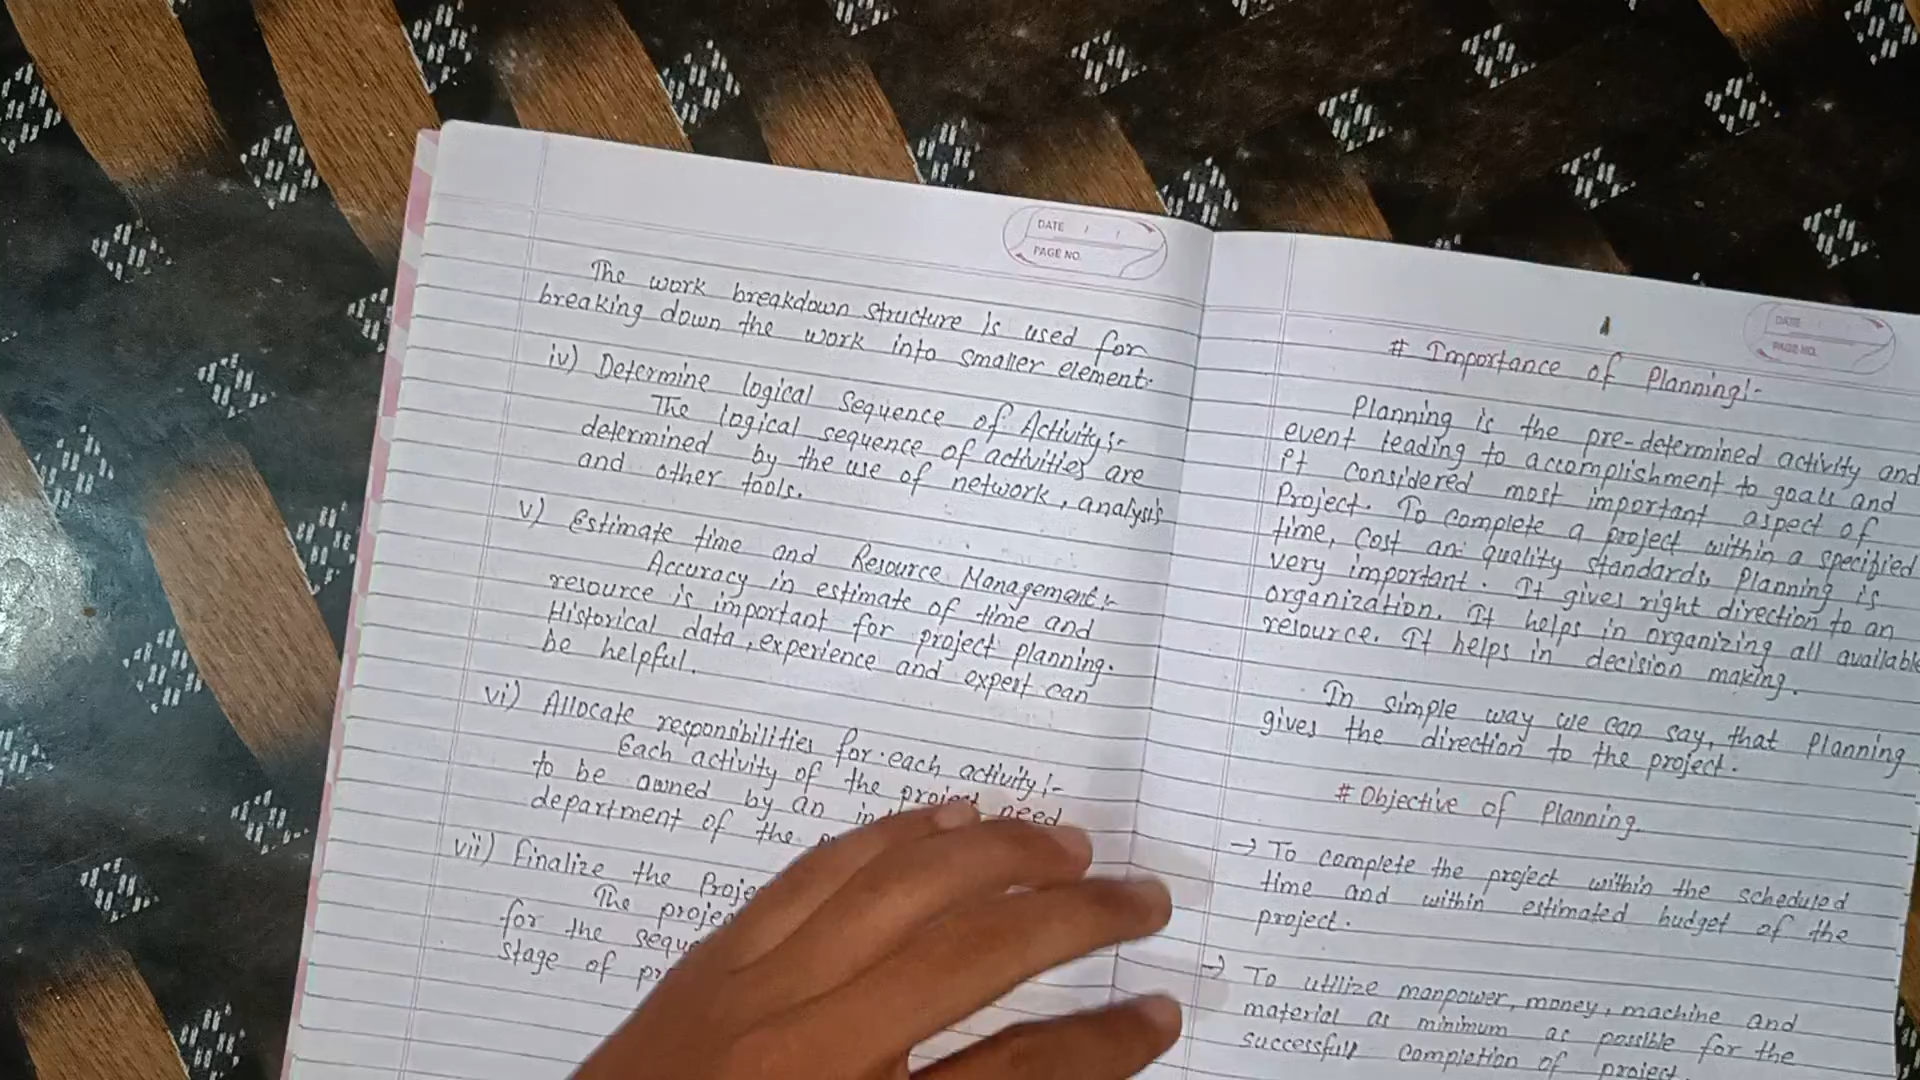 DATE / /
PAGE NO.
The work breakdown structure is used for
breaking down the work into smaller element.
iv) Determine logical Sequence of Activity:-
The logical sequence of activities are
determined by the use of network, analysis
and other tools.
v) Estimate time and Resource Management:-
Accuracy in estimate of time and
resource is important for project planning.
Historical data, experience and expert can
be helpful.
vi) Allocate responsibilities for each activity:-
Each activity of the project need
to be owned by an
department of the
vii) Finalize the
The
for the
stage of
DATE
PAGE NO.
# Importance of Planning:-
Planning is the pre-determined activity and
event leading to accomplishment to goals and
it considered most important aspect of
Project. To complete a project within a specified
time, cost an quality standards, Planning is
very important. It gives right direction to an
organization. It helps in organizing all available
resource. It helps in decision making.
In simple way we can say, that Planning
gives the direction to the project.
# Objective of Planning.
→ To complete the project within the scheduled
time and within estimated budget of the
project.
→ To utilize manpower, money, machine and
material as minimum as possible for the
successfull completion of project.